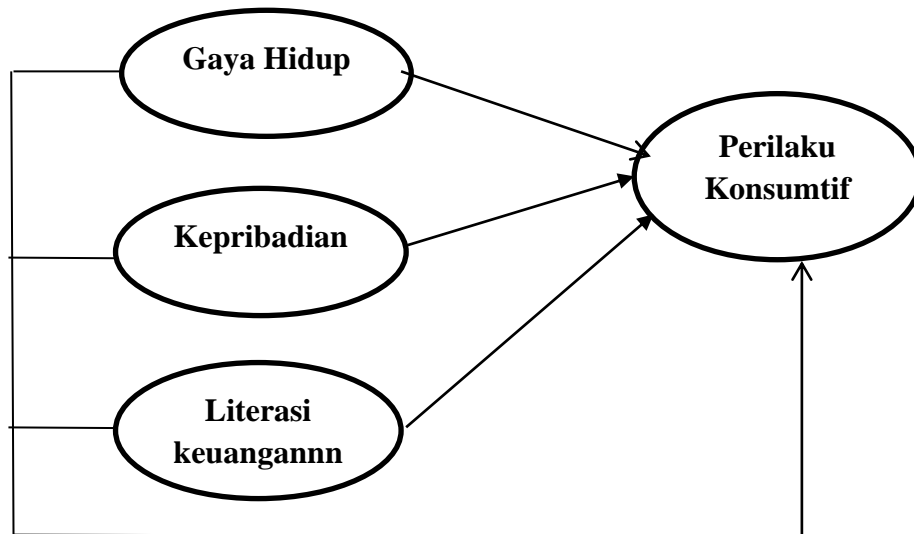 Gaya Hidup
Perilaku
Konsumtif
Kepribadian
Literasi
keuangannn